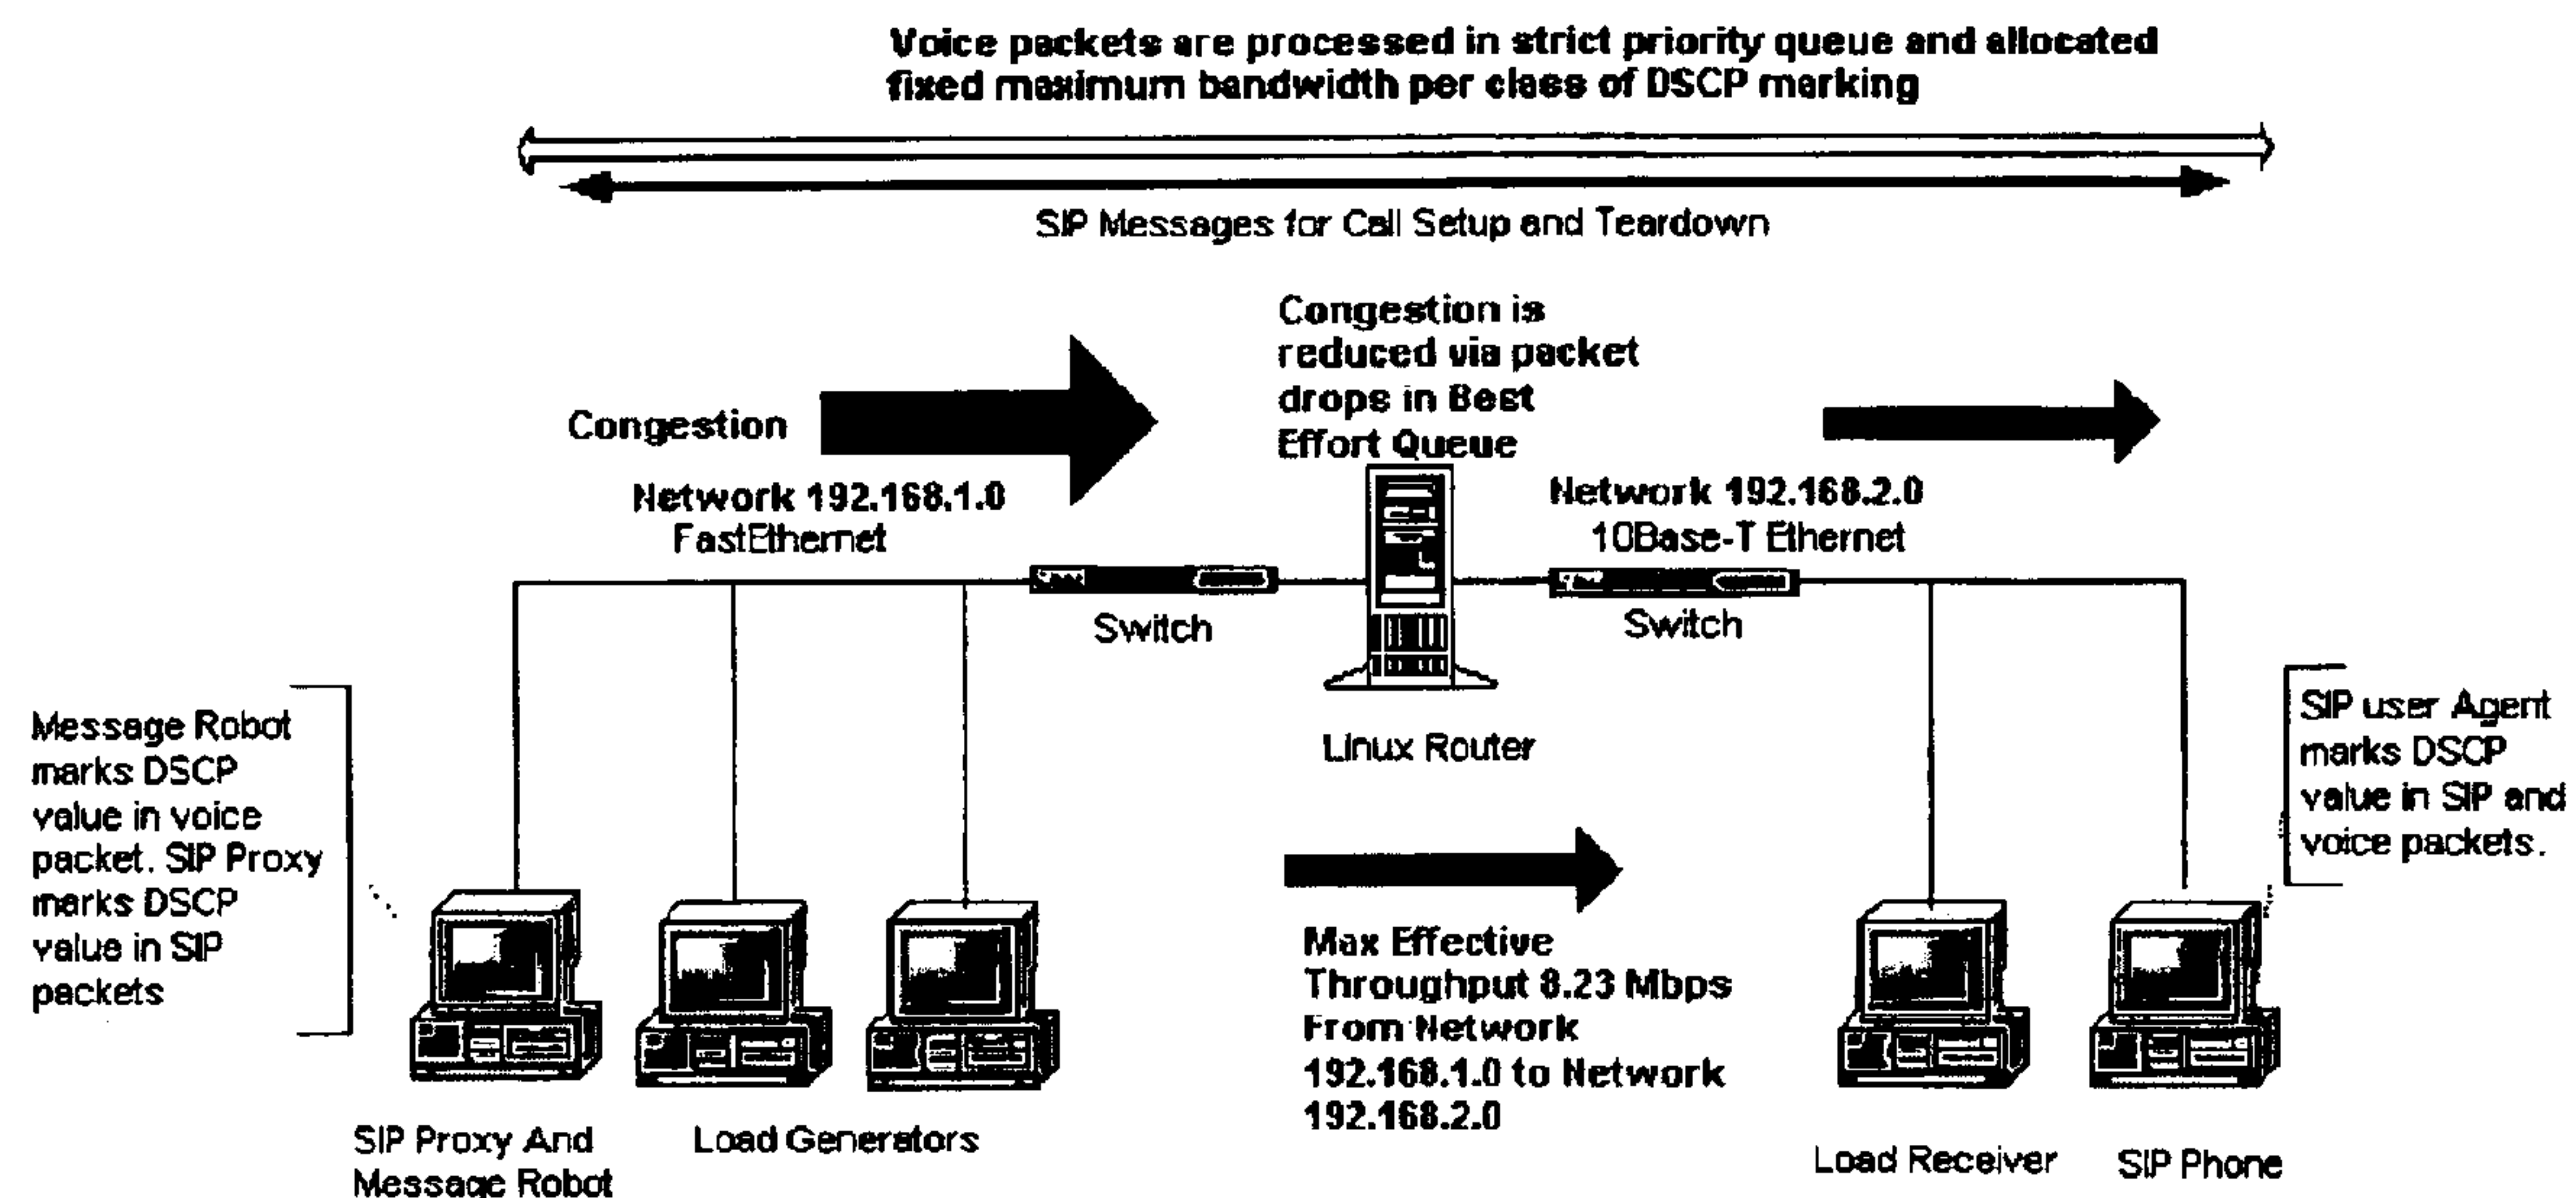 Voice packets are processed in strict priority queue and allocated
fixed maximum bandwidth per class of DSCP marking
SIP Messages for Call Setup and Teardown
Congestion is
reduced via packet
drops in Best
Effort Queue
Congestion
Network 192.168.1.0
FastEthernet
Network 192.168.2.0
10Base-T Ethernet
Switch
Switch
Linux Router
Message Robot
marks DSCP
value in voice
packet. SIP Proxy
marks DSCP
value in SIP
packets
SIP user Agent
marks DSCP
value in SIP and
voice packets.
Max Effective
Throughput 8.23 Mbps
From Network
192.168.1.0 to Network
192.168.2.0
SIP Proxy And
Message Robot
Load Generators
Load Receiver
SIP Phone